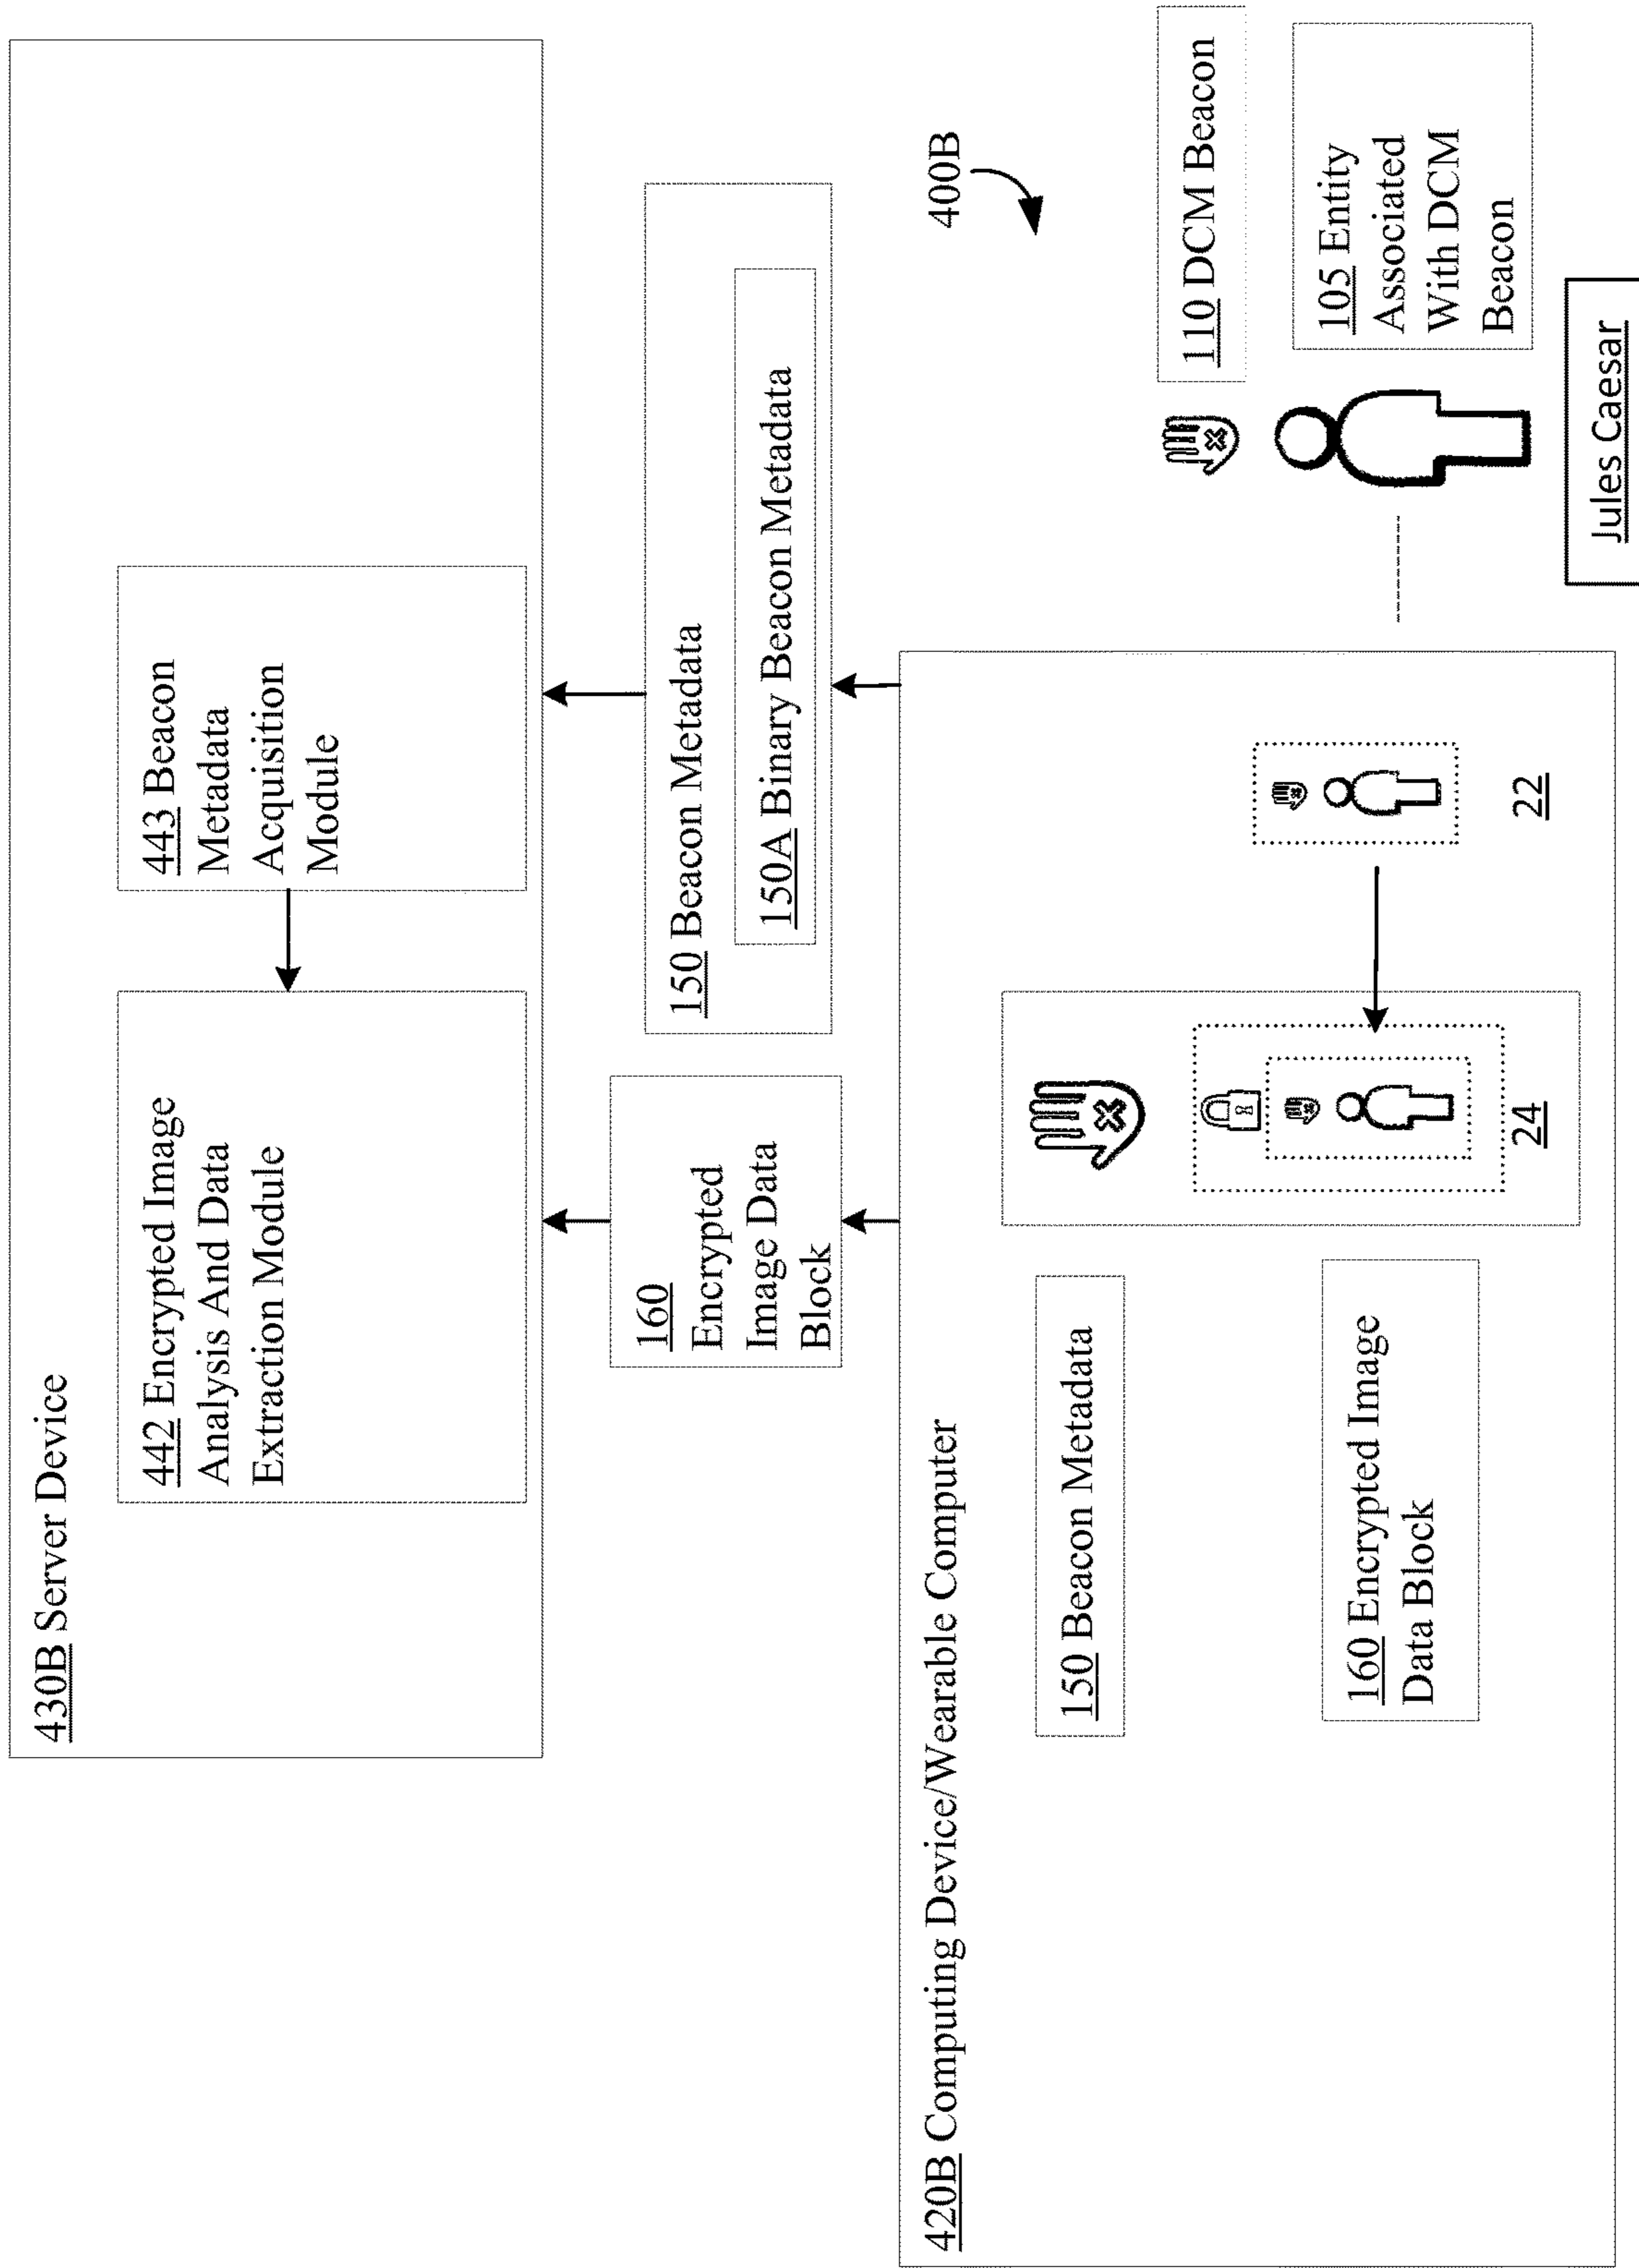 430B Server Device
442 Encrypted Image
Analysis And Data
Extraction Module
443 Beacon
Metadata
Acquisition
Module
160
Encrypted
Image Data
Block
150 Beacon Metadata
150A Binary Beacon Metadata
420B Computing Device/Wearable Computer
150 Beacon Metadata
160 Encrypted Image
Data Block
24
22
400B
110 DCM Beacon
105 Entity
Associated
With DCM
Beacon
Jules Caesar